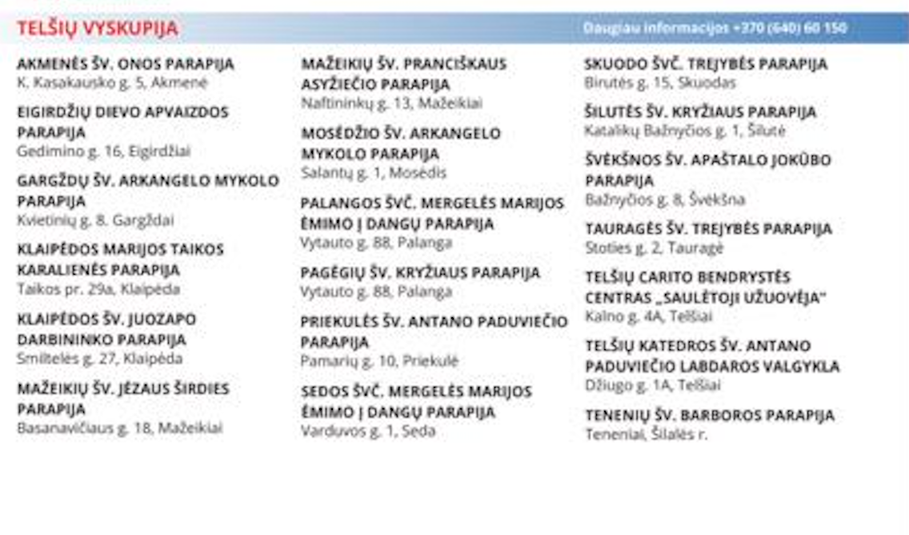 TELŠIŲ VYSKUPIJA
Daugiau informacijos +370 (640) 60 150
AKMENĖS ŠV. ONOS PARAPIJA
K. Kasakausko g. 5, Akmenė
EIGIRDŽIŲ DIEVO APVAIZDOS
PARAPIJA
Gedimino g. 16, Eigirdžiai
GARGŽDŲ ŠV. ARKANGELO MYKOLO
PARAPIJA
Kvietinių g. 8. Gargždai
KLAIPĖDOS MARIJOS TAIKOS
KARALIENĖS PARAPIJA
Taikos pr. 29a, Klaipėda
KLAIPĖDOS ŠV. JUOZAPO
DARBININKO PARAPIJA
Smiltelės g. 27, Klaipėda
MAŽEIKIŲ ŠV. JĖZAUS ŠIRDIES
PARAPIJA
Basanavičiaus g. 18, Mažeikiai
MAŽEIKIŲ ŠV. PRANCIŠKAUS
ASYŽIEČIO PARAPIJA
Naftininkų g. 13, Mažeikiai
MOSĖDŽIO ŠV. ARKANGELO
MYKOLO PARAPIJA
Salantų g. 1, Mosėdis
PALANGOS ŠVČ. MERGELĖS MARIJOS
ĖMIMO Į DANGŲ PARAPIJA
Vytauto g. 88, Palanga
PAGĖGIŲ ŠV. KRYŽIAUS PARAPIJA
Vytauto g. 88, Palanga
PRIEKULĖS ŠV. ANTANO PADUVIEČIO
PARAPIJA
Pamarių g. 10, Priekulė
SEDOS ŠVČ. MERGELĖS MARIJOS
ĖMIMO Į DANGŲ PARAPIJA
Varduvos g. 1, Seda
SKUODO ŠVČ. TREJYBĖS PARAPIJA
Birutės g. 15, Skuodas
ŠILUTĖS ŠV. KRYŽIAUS PARAPIJA
Katalikų Bažnyčios g. 1, Šilutė
ŠVĖKŠNOS ŠV. APAŠTALO JOKŪBO
PARAPIJA
Bažnyčios g. 8, Švėkšna
TAURAGĖS ŠV. TREJYBĖS PARAPIJA
Stoties g. 2, Tauragė
TELŠIŲ CARITO BENDRYSTĖS
CENTRAS „SAULĖTOJI UŽUOVĖJA“
Kalno g. 4A, Telšiai
TELŠIŲ KATEDROS ŠV. ANTANO
PADUVIEČIO LABDAROS VALGYKLA
Džiugo g. 1A, Telšiai
TENENIŲ ŠV. BARBOROS PARAPIJA
Teneniai, Šilalės r.